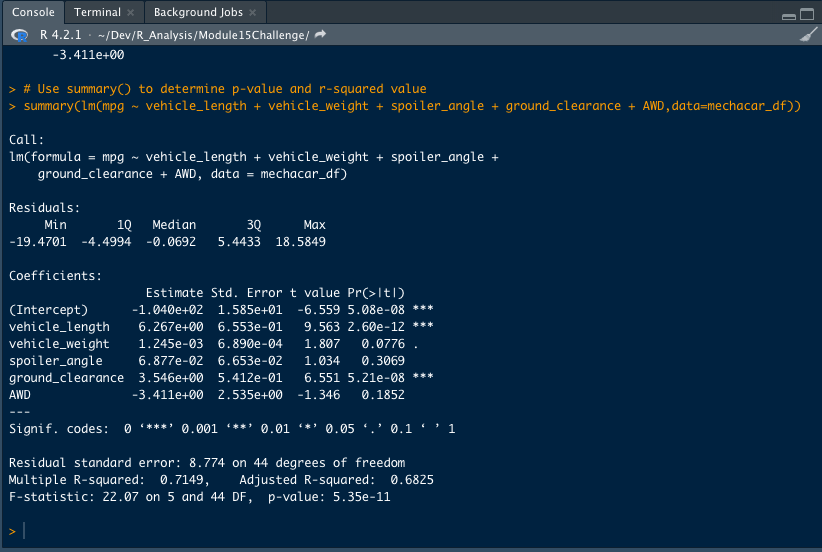 Console Terminal × Background Jobs ×
R 4.2.1 · ~/Dev/R_Analysis/Module15Challenge/
-3.411e+00
> # Use summary() to determine p-value and r-squared value
> summary(lm(mpg ~ vehicle_length + vehicle_weight + spoiler_angle + ground_clearance + AWD,data=mechacar_df))
Call:
lm(formula = mpg ~ vehicle_length + vehicle_weight + spoiler_angle +
    ground_clearance + AWD, data = mechacar_df)
Residuals:
     Min       1Q   Median       3Q      Max
-19.4701  -4.4994  -0.0692   5.4433  18.5849
Coefficients:
                   Estimate Std. Error t value Pr(>|t|)
(Intercept)      -1.040e+02  1.585e+01  -6.559 5.08e-08 ***
vehicle_length    6.267e+00  6.553e-01   9.563 2.60e-12 ***
vehicle_weight    1.245e-03  6.890e-04   1.807   0.0776 .
spoiler_angle     6.877e-02  6.653e-02   1.034   0.3069
ground_clearance  3.546e+00  5.412e-01   6.551 5.21e-08 ***
AWD              -3.411e+00  2.535e+00  -1.346   0.1852
---
Signif. codes:  0 ‘***’ 0.001 ‘**’ 0.01 ‘*’ 0.05 ‘.’ 0.1 ‘ ’ 1
Residual standard error: 8.774 on 44 degrees of freedom
Multiple R-squared:  0.7149,    Adjusted R-squared:  0.6825
F-statistic: 22.07 on 5 and 44 DF,  p-value: 5.35e-11
>